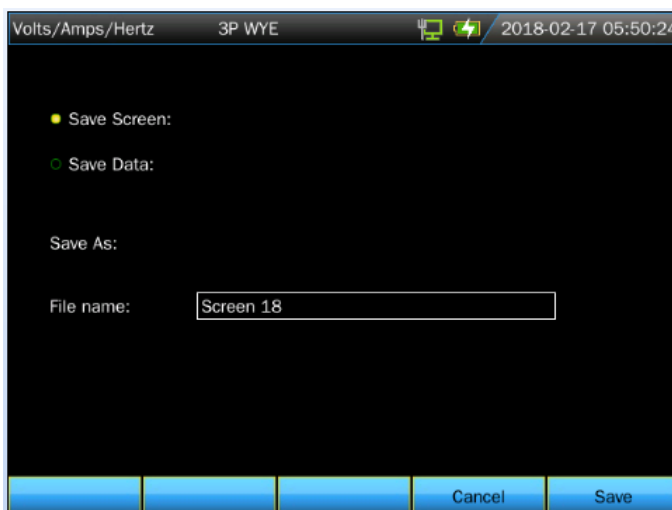 Volts/Amps/Hertz 3P WYE 2018-02-17 05:50:24
Save Screen:
Save Data:
Save As:
File name: Screen 18
Cancel Save